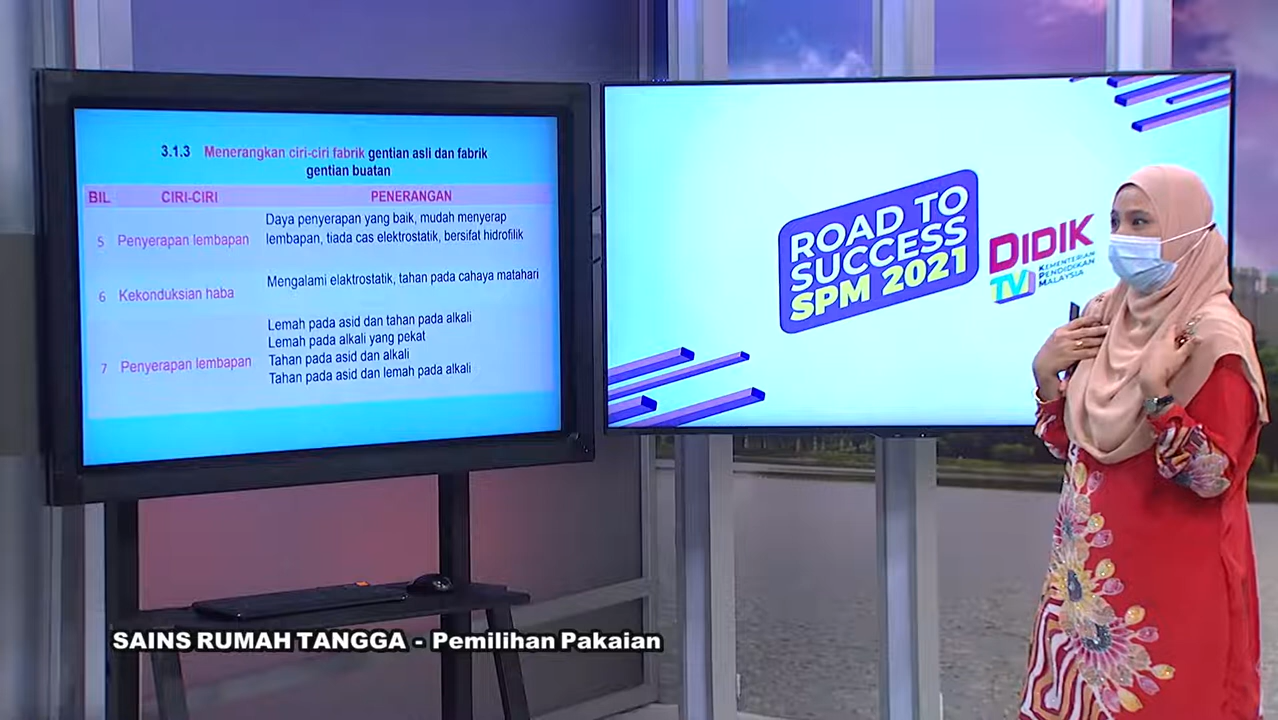 3.1.3 Menerangkan ciri-ciri fabrik gentian asli dan fabrik
gentian buatan
BIL CIRI-CIRI PENERANGAN
5 Penyerapan lembapan Daya penyerapan yang baik, mudah menyerap
lembapan, tiada cas elektrostatik, bersifat hidrofilik
6 Kekonduksian haba Mengalami elaktrostatik, tahan pada cahaya matahari
7 Penyerapan lembapan Lemah pada asid dan tahan pada alkali
Lemah pada alkali yang pekat
Tahan pada asid dan alkali
Tahan pada asid dan lemah pada alkali
ROAD TO
SUCCESS
SPM 2021
DIDIK
TV
KEMENTERIAN
PENDIDIKAN
MALAYSIA
SAINS RUMAH TANGGA - Pemilihan Pakaian